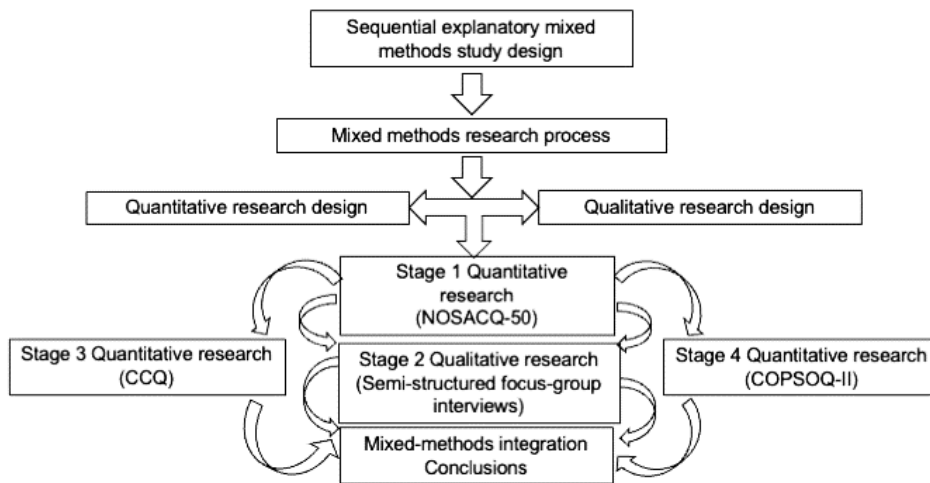 Sequential explanatory mixed
methods study design
Mixed methods research process
Quantitative research design
Qualitative research design
Stage 1 Quantitative
research
(NOSACQ-50)
Stage 3 Quantitative research
(CCQ)
Stage 2 Qualitative research
(Semi-structured focus-group
interviews)
Stage 4 Quantitative research
(COPSOQ-II)
Mixed-methods integration
Conclusions